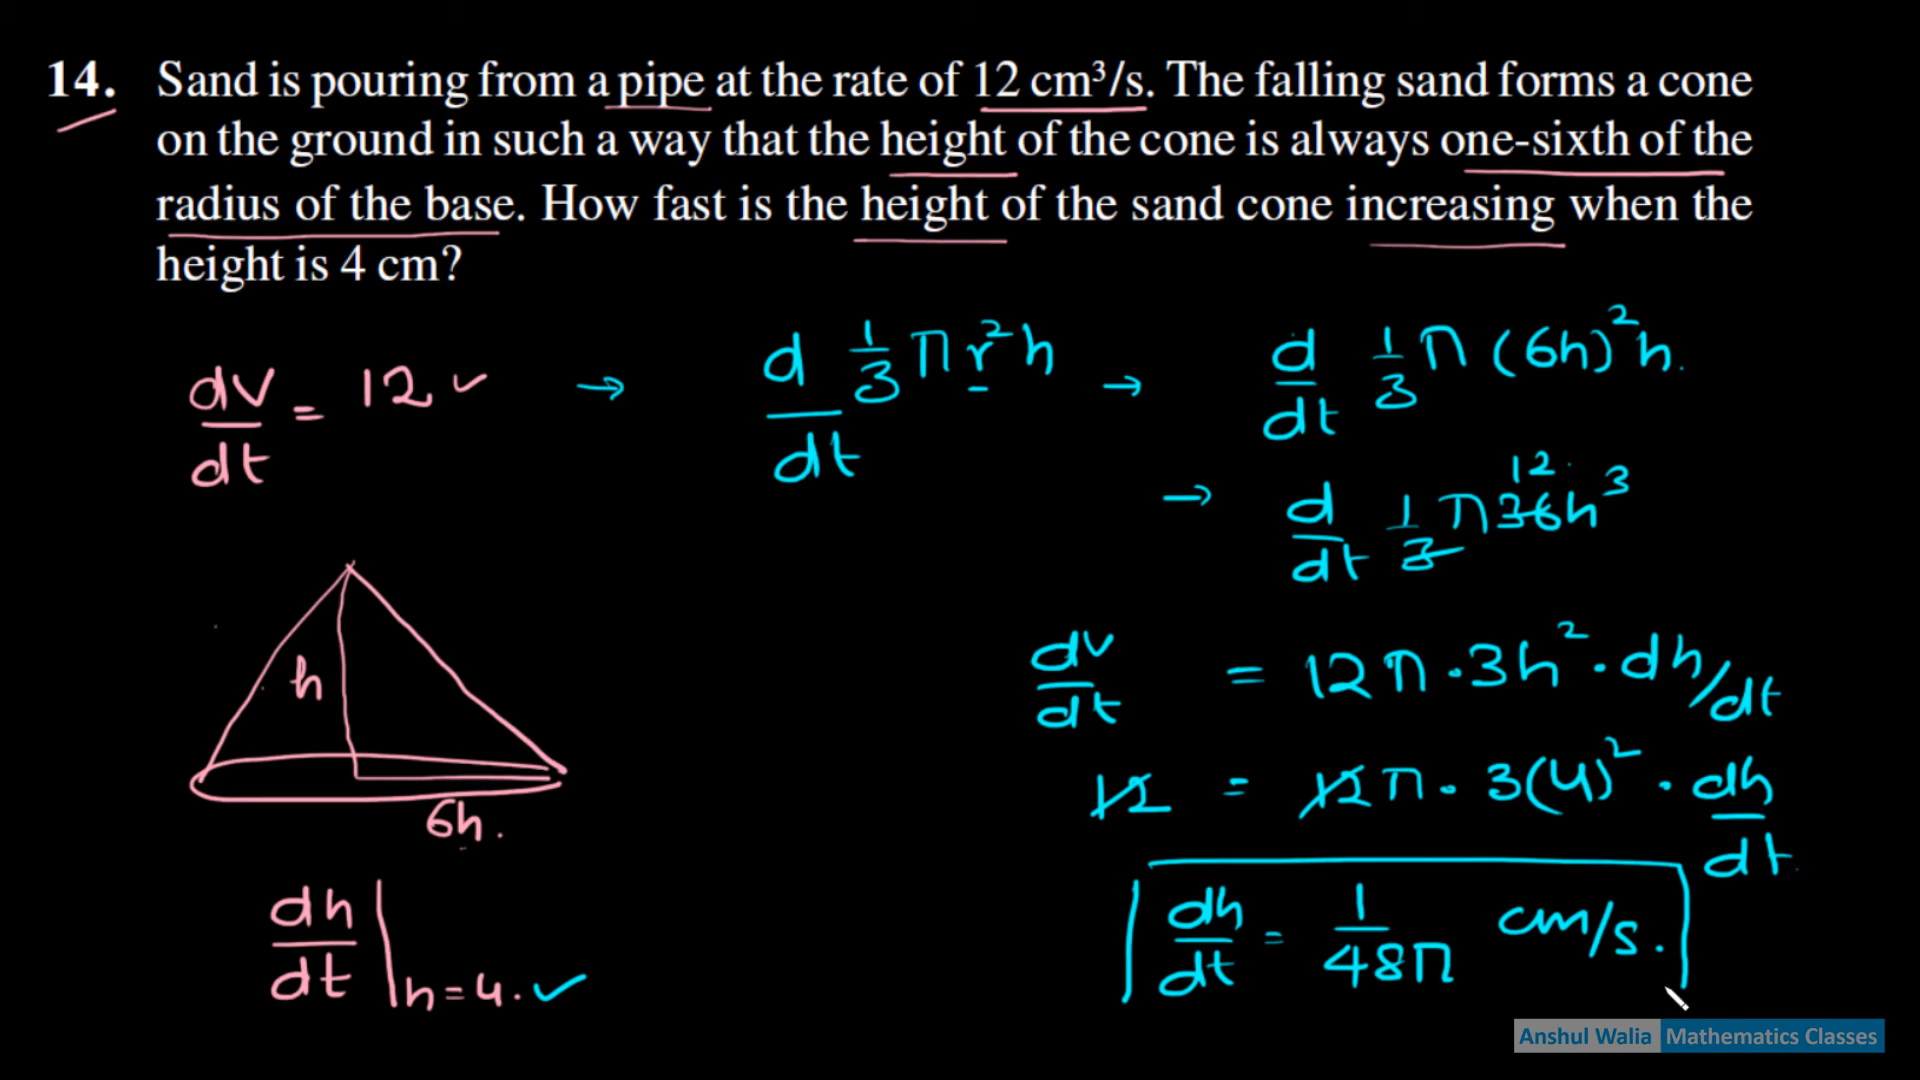 14. Sand is pouring from a pipe at the rate of 12 cm³/s. The falling sand forms a cone
on the ground in such a way that the height of the cone is always one-sixth of the
radius of the base. How fast is the height of the sand cone increasing when the
height is 4 cm?
dv/dt = 12 ✓ → d/dt 1/3 πr²h → d/dt 1/3 π(6h)²h.
→ d/dt 1/3 π36h³
12
h
6h.
dv/dt = 12π·3h²·dh/dt
12 = 12π·3(4)²·dh/dt
dh/dt|h=4. ✓
dh/dt = 1/48π cm/s.
Anshul Walia Mathematics Classes